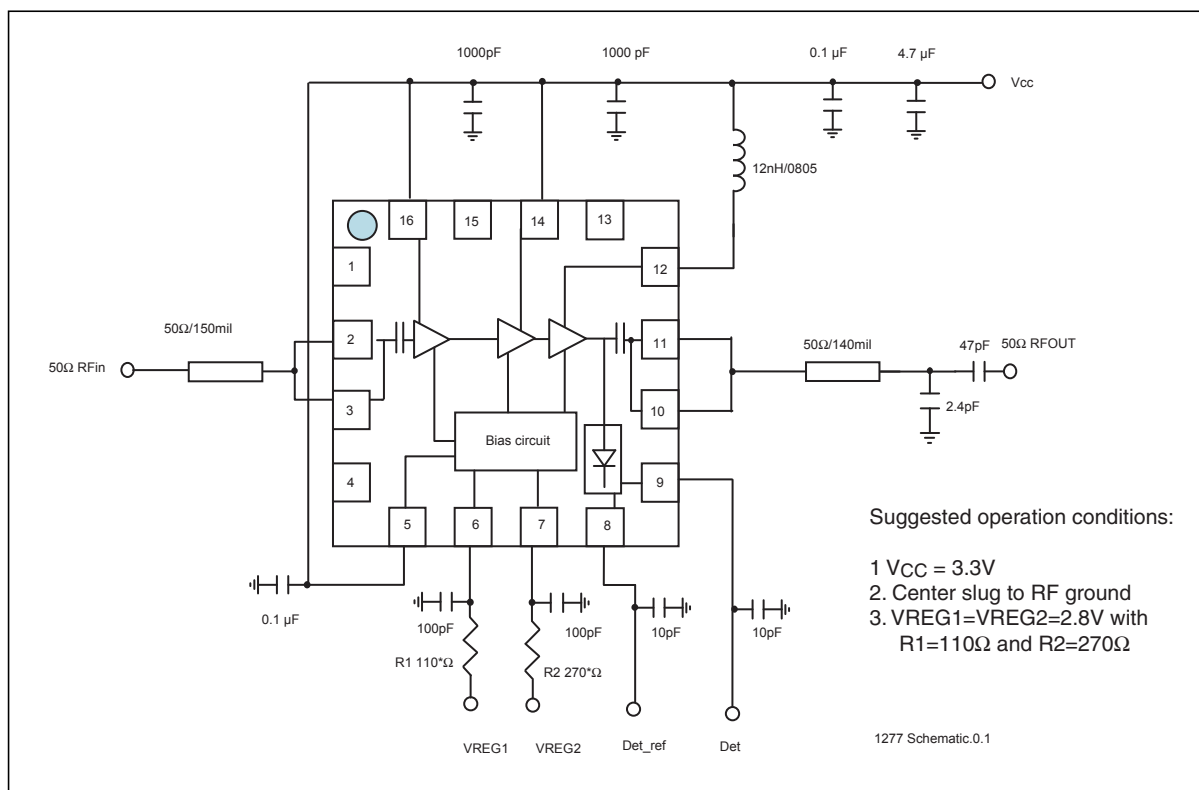 1000pF
1000 pF
0.1 µF
4.7 µF
Vcc
12nH/0805
16
15
14
13
1
12
50Ω/150mil
2
11
50Ω/140mil
47pF
50Ω RFOUT
50Ω RFin
3
10
2.4pF
Bias circuit
4
9
5
6
7
8
Suggested operation conditions:
1 VCC = 3.3V
2. Center slug to RF ground
3. VREG1=VREG2=2.8V with
R1=110Ω and R2=270Ω
0.1 µF
100pF
100pF
10pF
10pF
R1 110*Ω
R2 270*Ω
VREG1
VREG2
Det_ref
Det
1277 Schematic.0.1